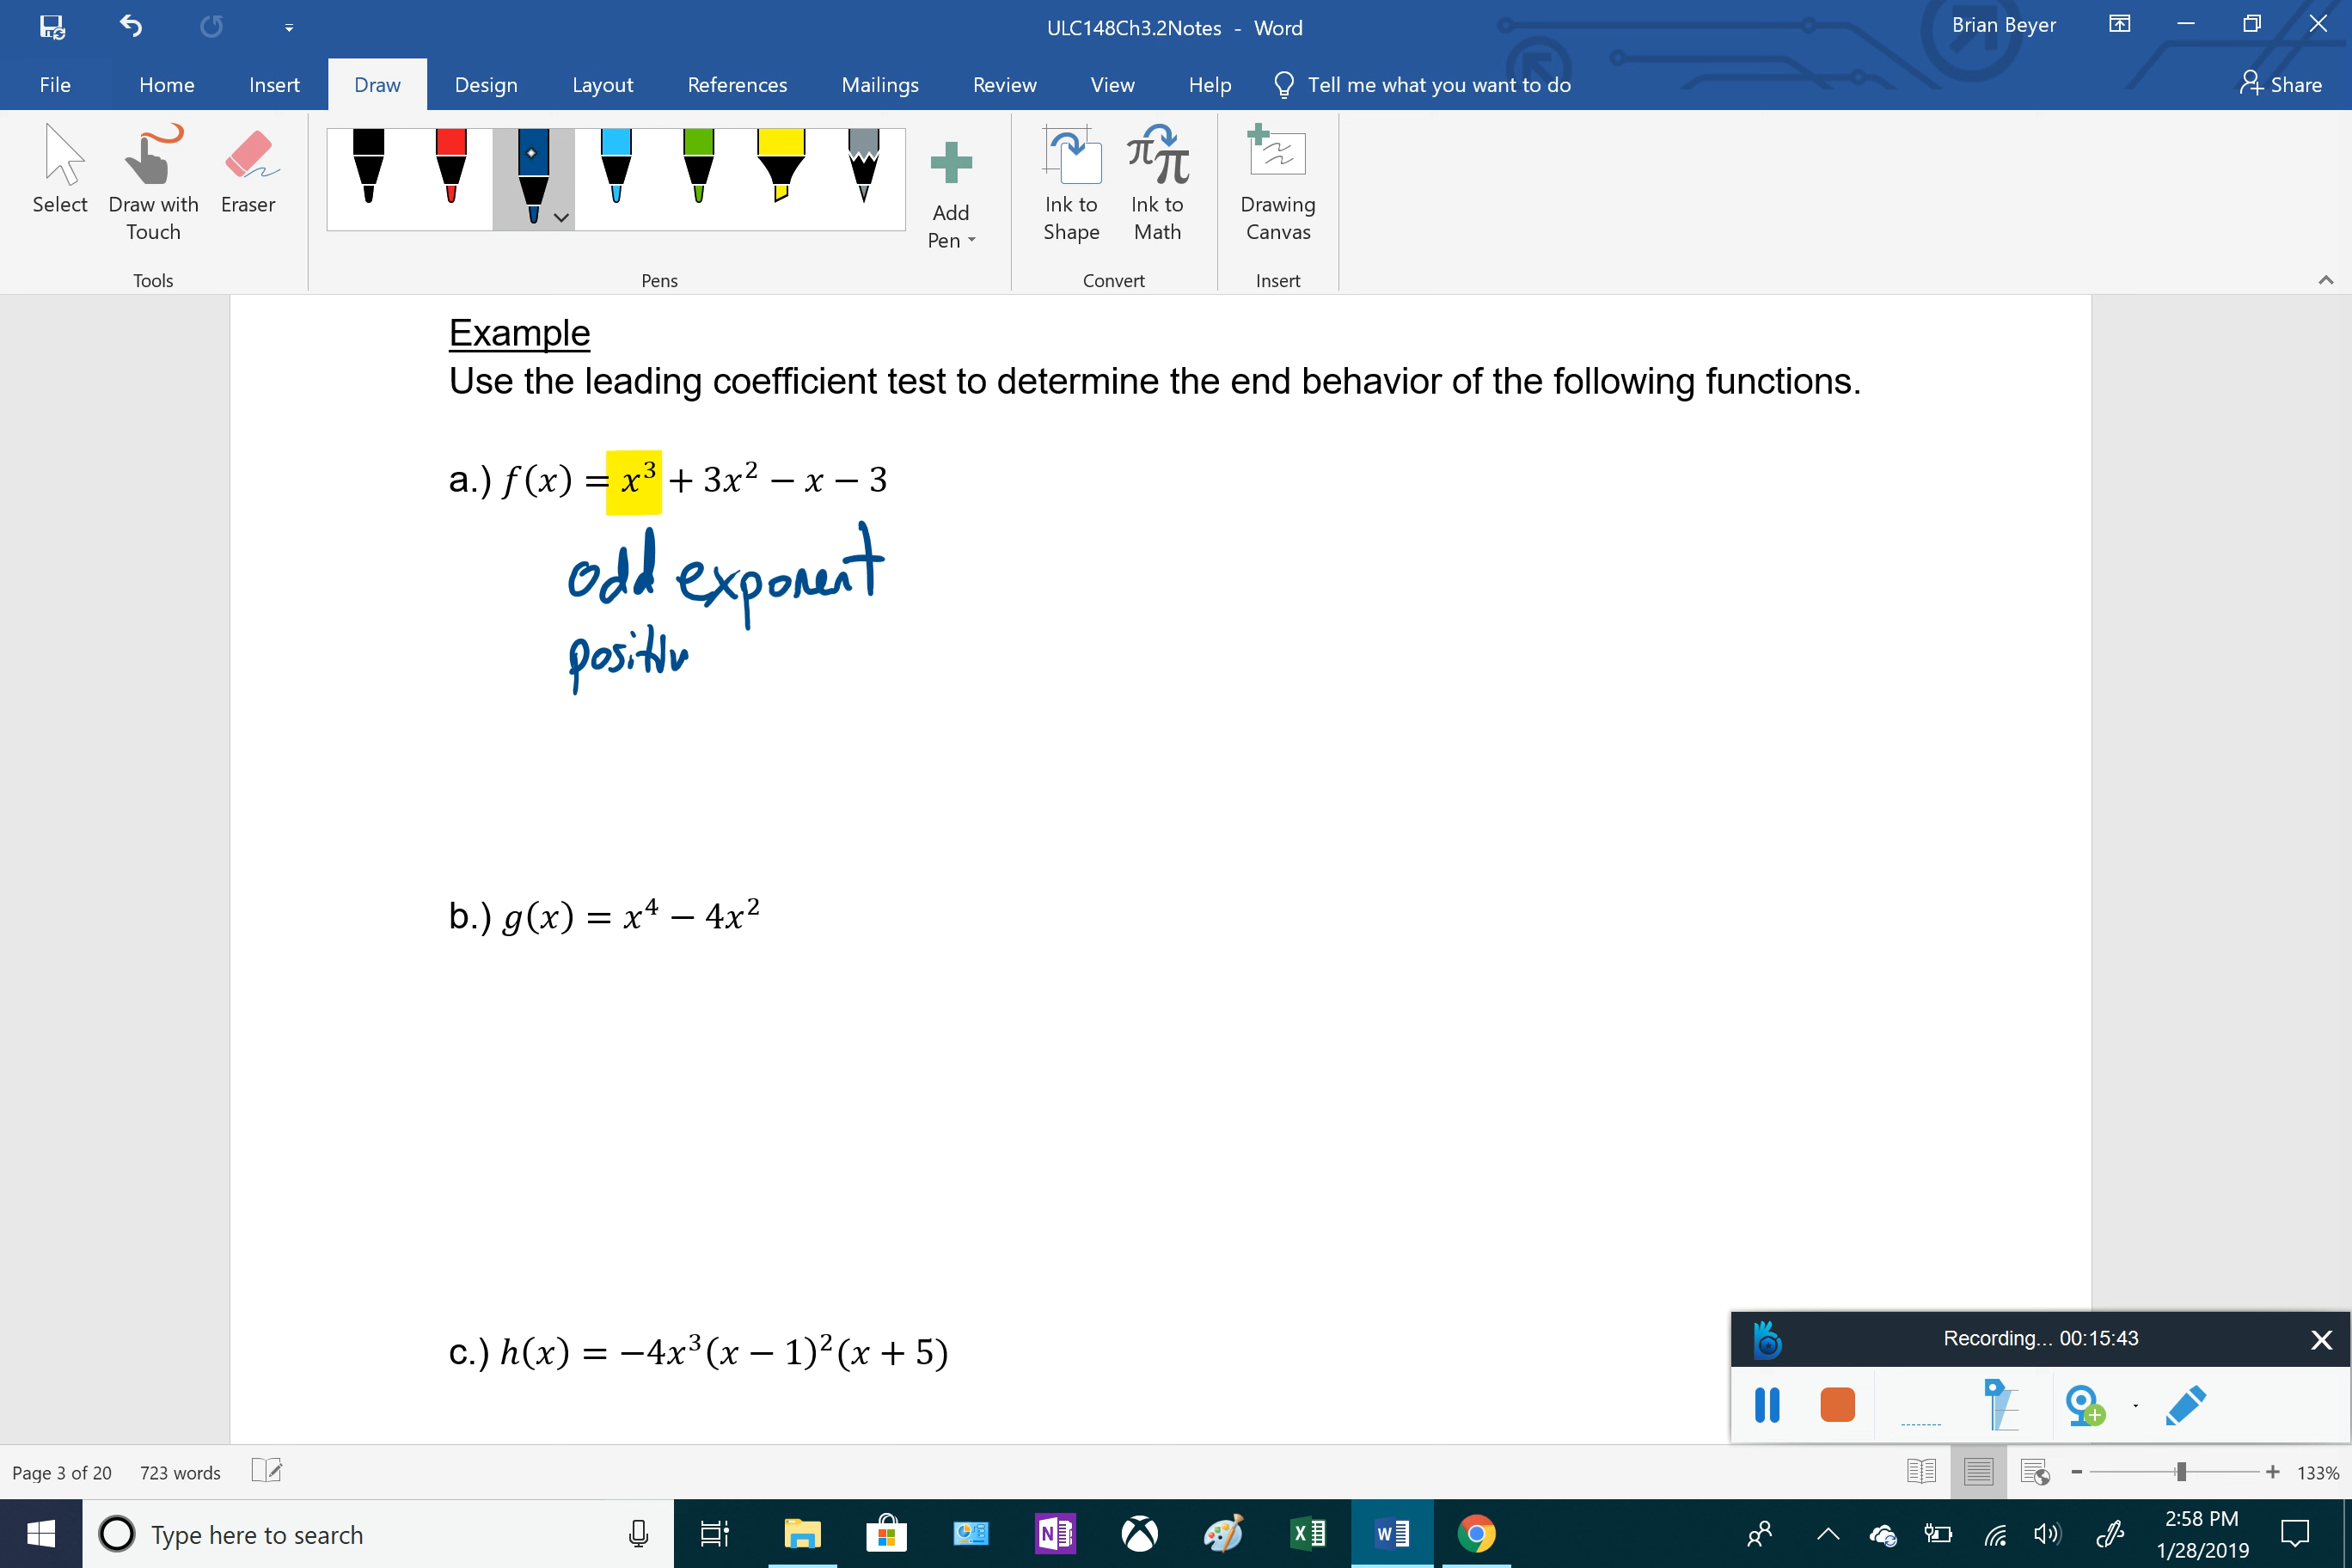 ULC148Ch3.2Notes - Word
Brian Beyer
File Home Insert Draw Design Layout References Mailings Review View Help Tell me what you want to do Share
Select Draw with Touch Eraser
Add Pen
Ink to Shape Ink to Math
Drawing Canvas
Tools Pens Convert Insert
Example
Use the leading coefficient test to determine the end behavior of the following functions.
a.) f(x) = x³ + 3x² − x − 3
odd exponent
b.) g(x) = x⁴ − 4x²
c.) h(x) = −4x³(x − 1)²(x + 5)
Recording... 00:15:43
Page 3 of 20 723 words
133%
Type here to search
2:58 PM
1/28/2019